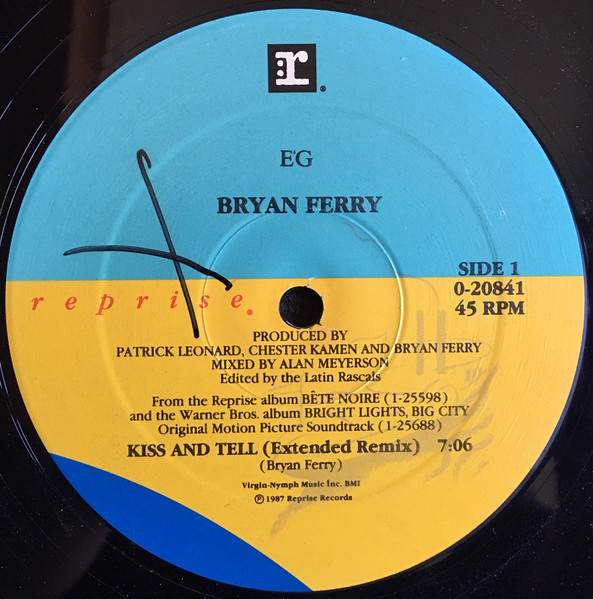 :r®
E'G
BRYAN FERRY
SIDE 1
0-20841
45 RPM
reprise®
PRODUCED BY
PATRICK LEONARD, CHESTER KAMEN AND BRYAN FERRY
MIXED BY ALAN MEYERSON
Edited by the Latin Rascals
From the Reprise album BÊTE NOIRE (1-25598)
and the Warner Bros. album BRIGHT LIGHTS, BIG CITY
Original Motion Picture Soundtrack (1-25688)
KISS AND TELL (Extended Remix) 7:06
(Bryan Ferry)
Virgin-Nymph Music Inc. BMI
℗ 1987 Reprise Records